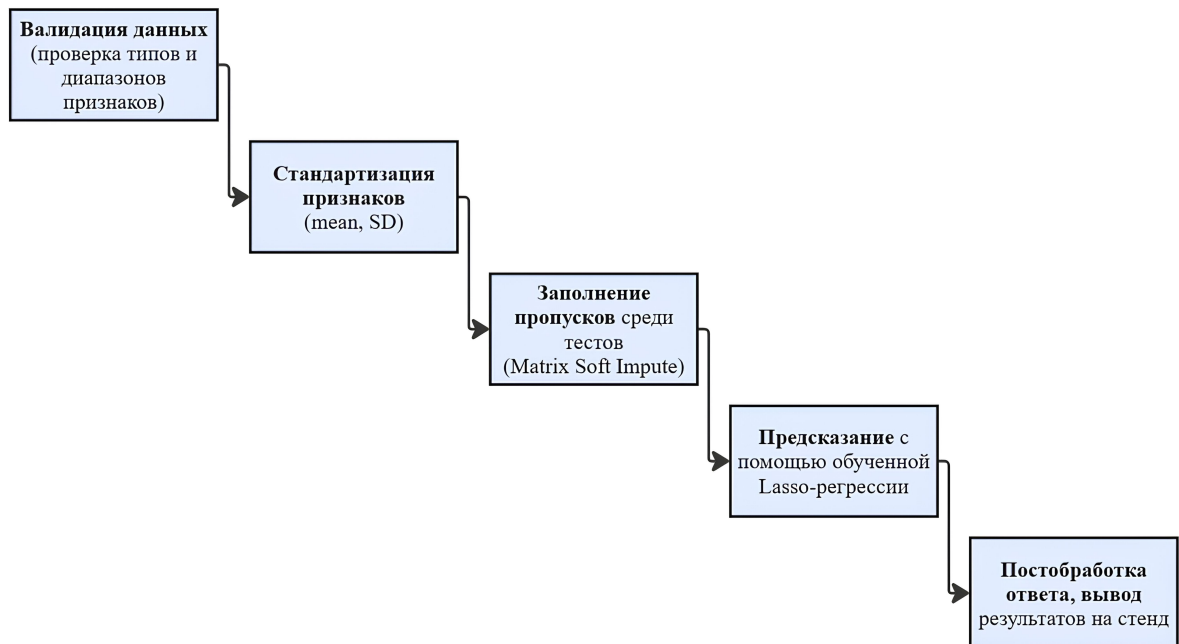 Валидация данных
(проверка типов и
диапазонов
признаков)
Стандартизация
признаков
(mean, SD)
Заполнение
пропусков среди
тестов
(Matrix Soft Impute)
Предсказание с
помощью обученной
Lasso-регрессии
Постобработка
ответа, вывод
результатов на стенд